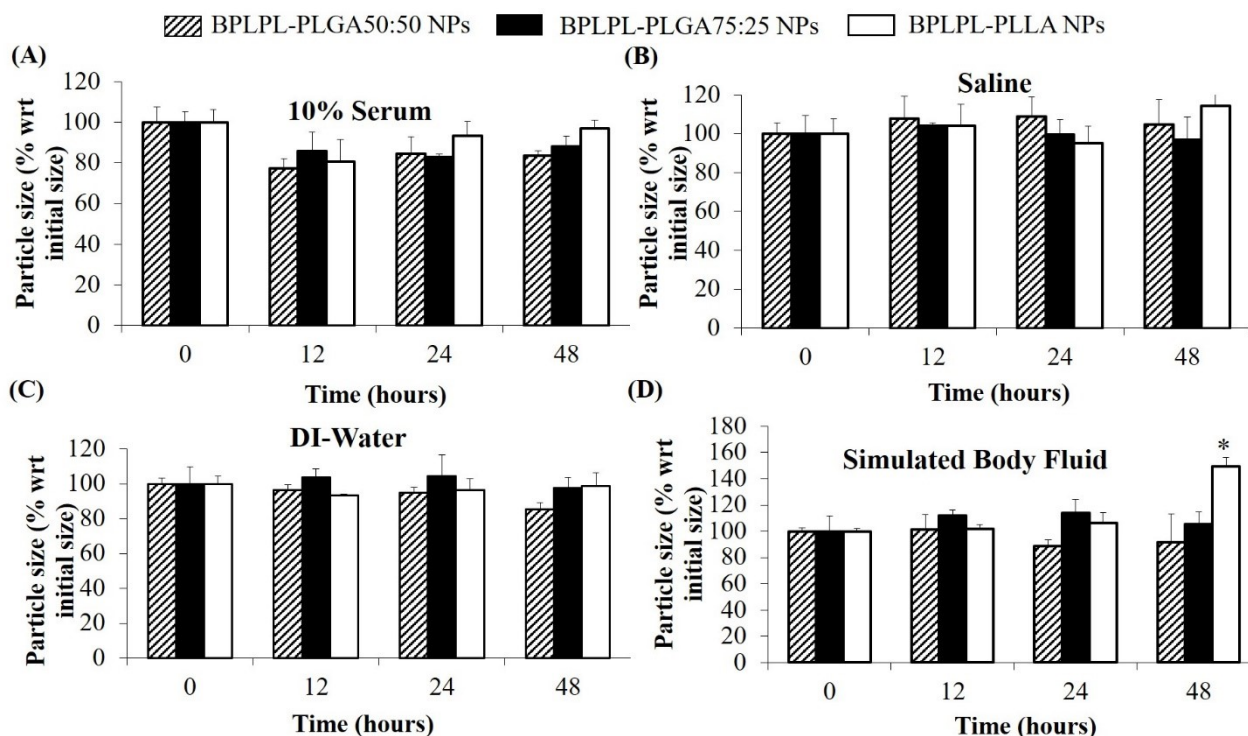 BPLPL-PLGA50:50 NPs BPLPL-PLGA75:25 NPs BPLPL-PLLA NPs
(A)
10% Serum
Particle size (% wrt
initial size)
120
100
80
60
40
20
0
0 12 24 48
Time (hours)
(B)
Saline
Particle size (% wrt
initial size)
120
100
80
60
40
20
0
0 12 24 48
Time (hours)
(C)
DI-Water
Particle size (% wrt
initial size)
120
100
80
60
40
20
0
0 12 24 48
Time (hours)
(D)
Simulated Body Fluid
Particle size (% wrt
initial size)
180
160
140
120
100
80
60
40
20
0
*
0 12 24 48
Time (hours)